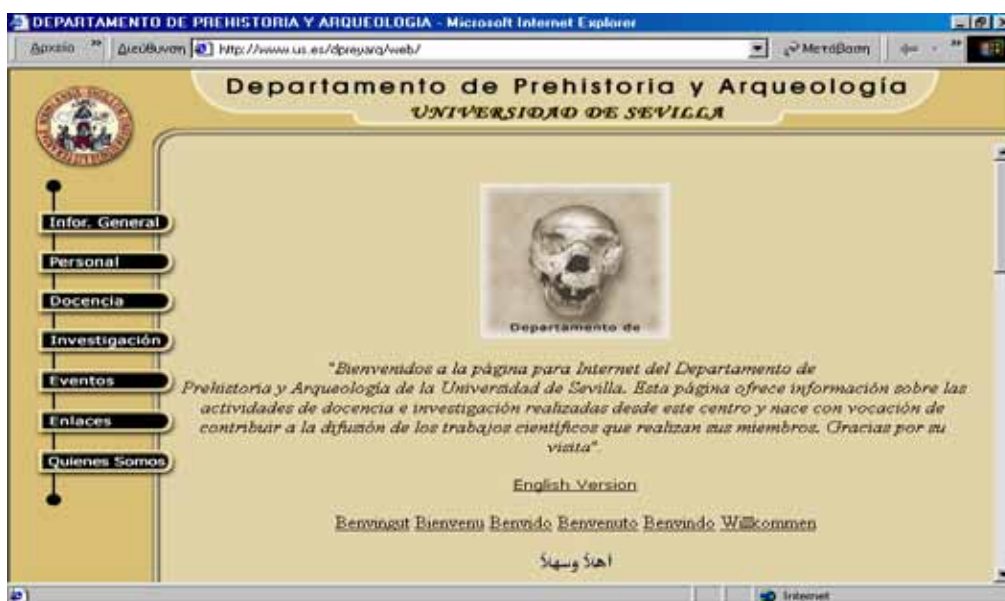 DEPARTAMENTO DE PREHISTORIA Y ARQUEOLOGIA - Microsoft Internet Explorer
Αρχείο » Διεύθυνση http://www.us.es/dpreyarq/web/ Μετάβαση »
Departamento de Prehistoria y Arqueología
UNIVERSIDAD DE SEVILLA
Infor. General
Personal
Docencia
Investigación
Eventos
Enlaces
Quienes Somos
Departamento de
"Bienvenidos a la página para Internet del Departamento de
Prehistoria y Arqueología de la Universidad de Sevilla. Esta página ofrece información sobre las
actividades de docencia e investigación realizadas desde este centro y nace con vocación de
contribuir a la difusión de los trabajos científicos que realizan sus miembros. Gracias por su
visita".
English Version
Benvingut Bienvenu Benvido Benvenuto Benvindo Willkommen
أهلاً وسهلاً
Internet